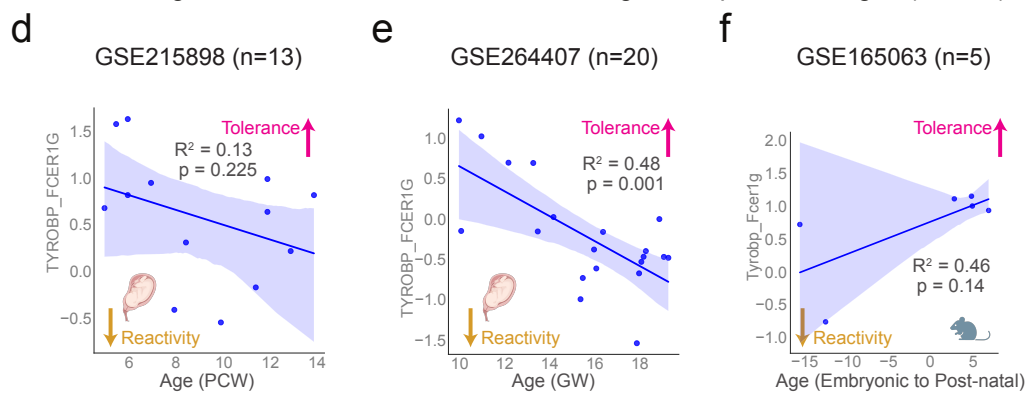 d
GSE215898 (n=13)
TYROBP_FCER1G
1.5
1.0
0.5
0.0
−0.5
Tolerance
R² = 0.13
p = 0.225
Reactivity
6 8 10 12 14
Age (PCW)
e
GSE264407 (n=20)
TYROBP_FCER1G
1.0
0.5
0.0
−0.5
−1.0
−1.5
Tolerance
R² = 0.48
p = 0.001
Reactivity
10 12 14 16 18
Age (GW)
f
GSE165063 (n=5)
Tyrobp_Fcer1g
2.0
1.5
1.0
0.5
0.0
−0.5
−1.0
Tolerance
R² = 0.46
p = 0.14
Reactivity
−15 −10 −5 0 5
Age (Embryonic to Post-natal)